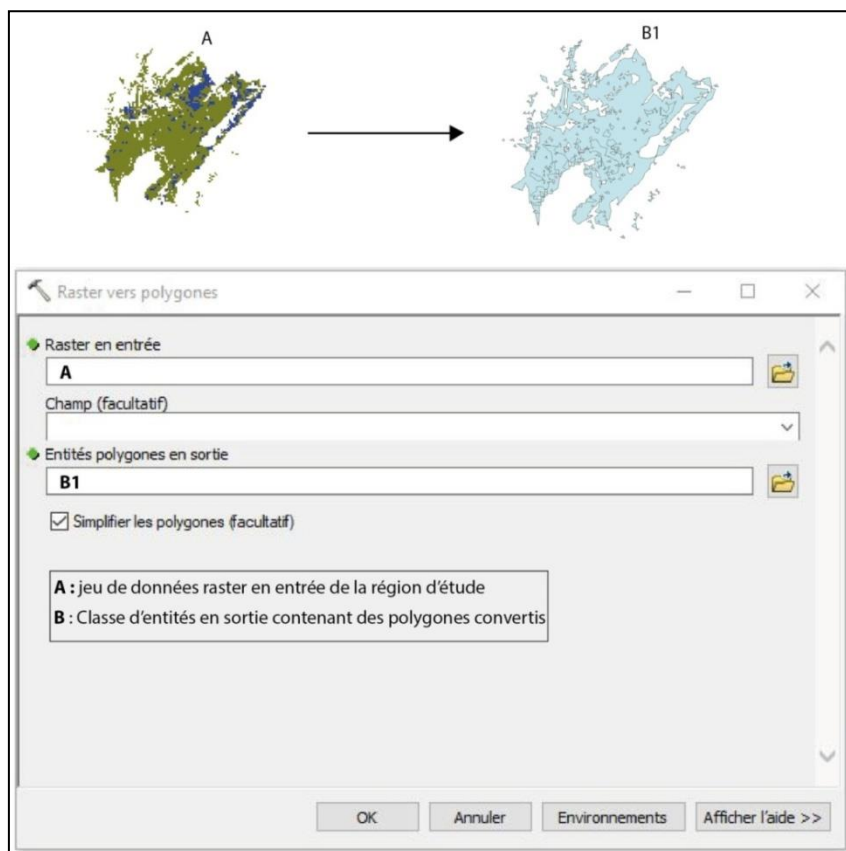 A
B1
Raster vers polygones
Raster en entrée
A
Champ (facultatif)
Entités polygones en sortie
B1
Simplifier les polygones (facultatif)
A : jeu de données raster en entrée de la région d'étude
B : Classe d'entités en sortie contenant des polygones convertis
OK
Annuler
Environnements
Afficher l'aide >>